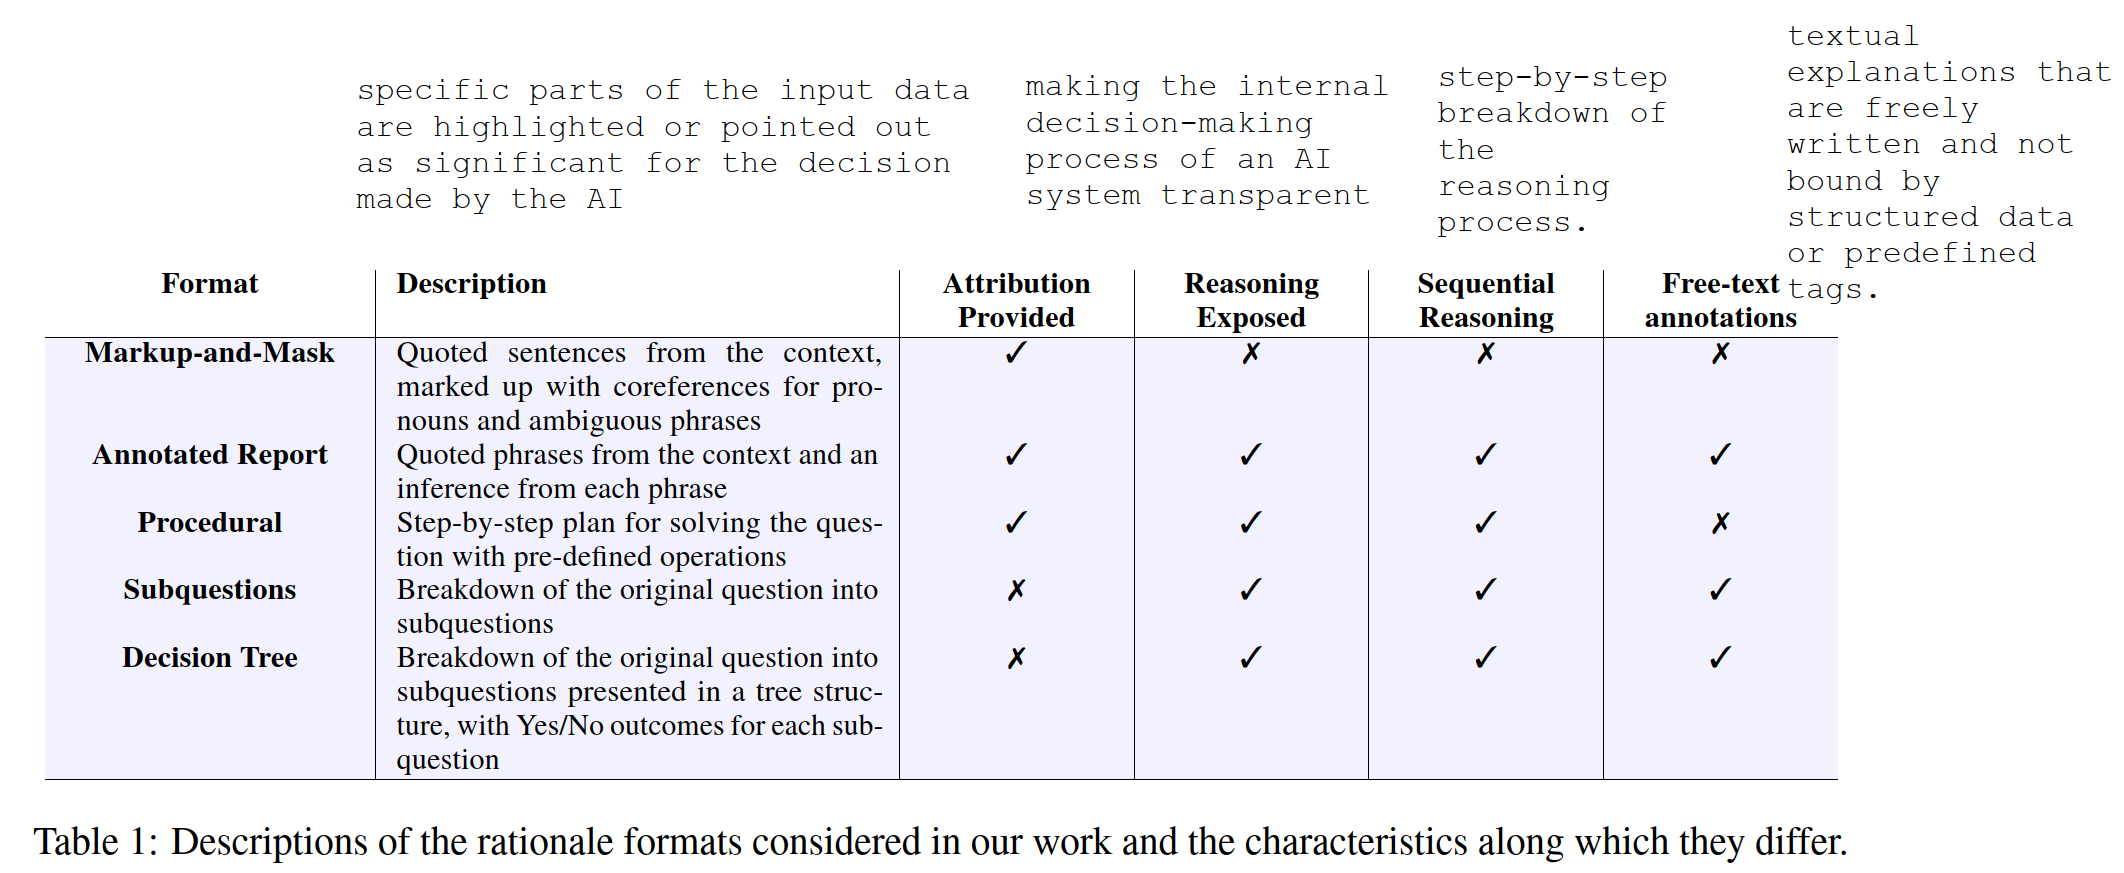 specific parts of the input data
are highlighted or pointed out
as significant for the decision
made by the AI
making the internal
decision-making
process of an AI
system transparent
step-by-step
breakdown of
the
reasoning
process.
textual
explanations that
are freely
written and not
bound by
structured data
or predefined
tags.
Format
Description
Attribution
Provided
Reasoning
Exposed
Sequential
Reasoning
Free-text
annotations
Markup-and-Mask
Quoted sentences from the context,
marked up with coreferences for pro-
nouns and ambiguous phrases
✓ ✗ ✗ ✗
Annotated Report
Quoted phrases from the context and an
inference from each phrase
✓ ✓ ✓ ✓
Procedural
Step-by-step plan for solving the ques-
tion with pre-defined operations
✓ ✓ ✓ ✗
Subquestions
Breakdown of the original question into
subquestions
✗ ✓ ✓ ✓
Decision Tree
Breakdown of the original question into
subquestions presented in a tree struc-
ture, with Yes/No outcomes for each sub-
question
✗ ✓ ✓ ✓
Table 1: Descriptions of the rationale formats considered in our work and the characteristics along which they differ.